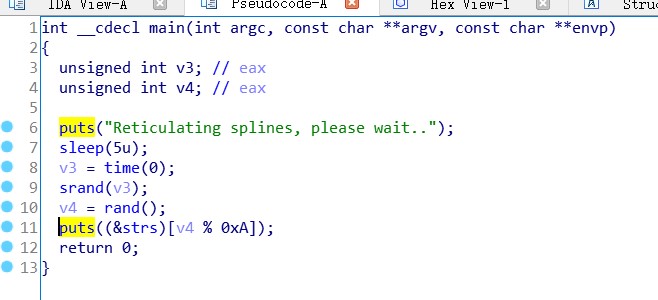 IDA View-A Pseudocode-A Hex View-1 A
1 int __cdecl main(int argc, const char **argv, const char **envp)
2 {
3 unsigned int v3; // eax
4 unsigned int v4; // eax
5
6 puts("Reticulating splines, please wait..");
7 sleep(5u);
8 v3 = time(0);
9 srand(v3);
10 v4 = rand();
11 puts((&strs)[v4 % 0xA]);
12 return 0;
13 }